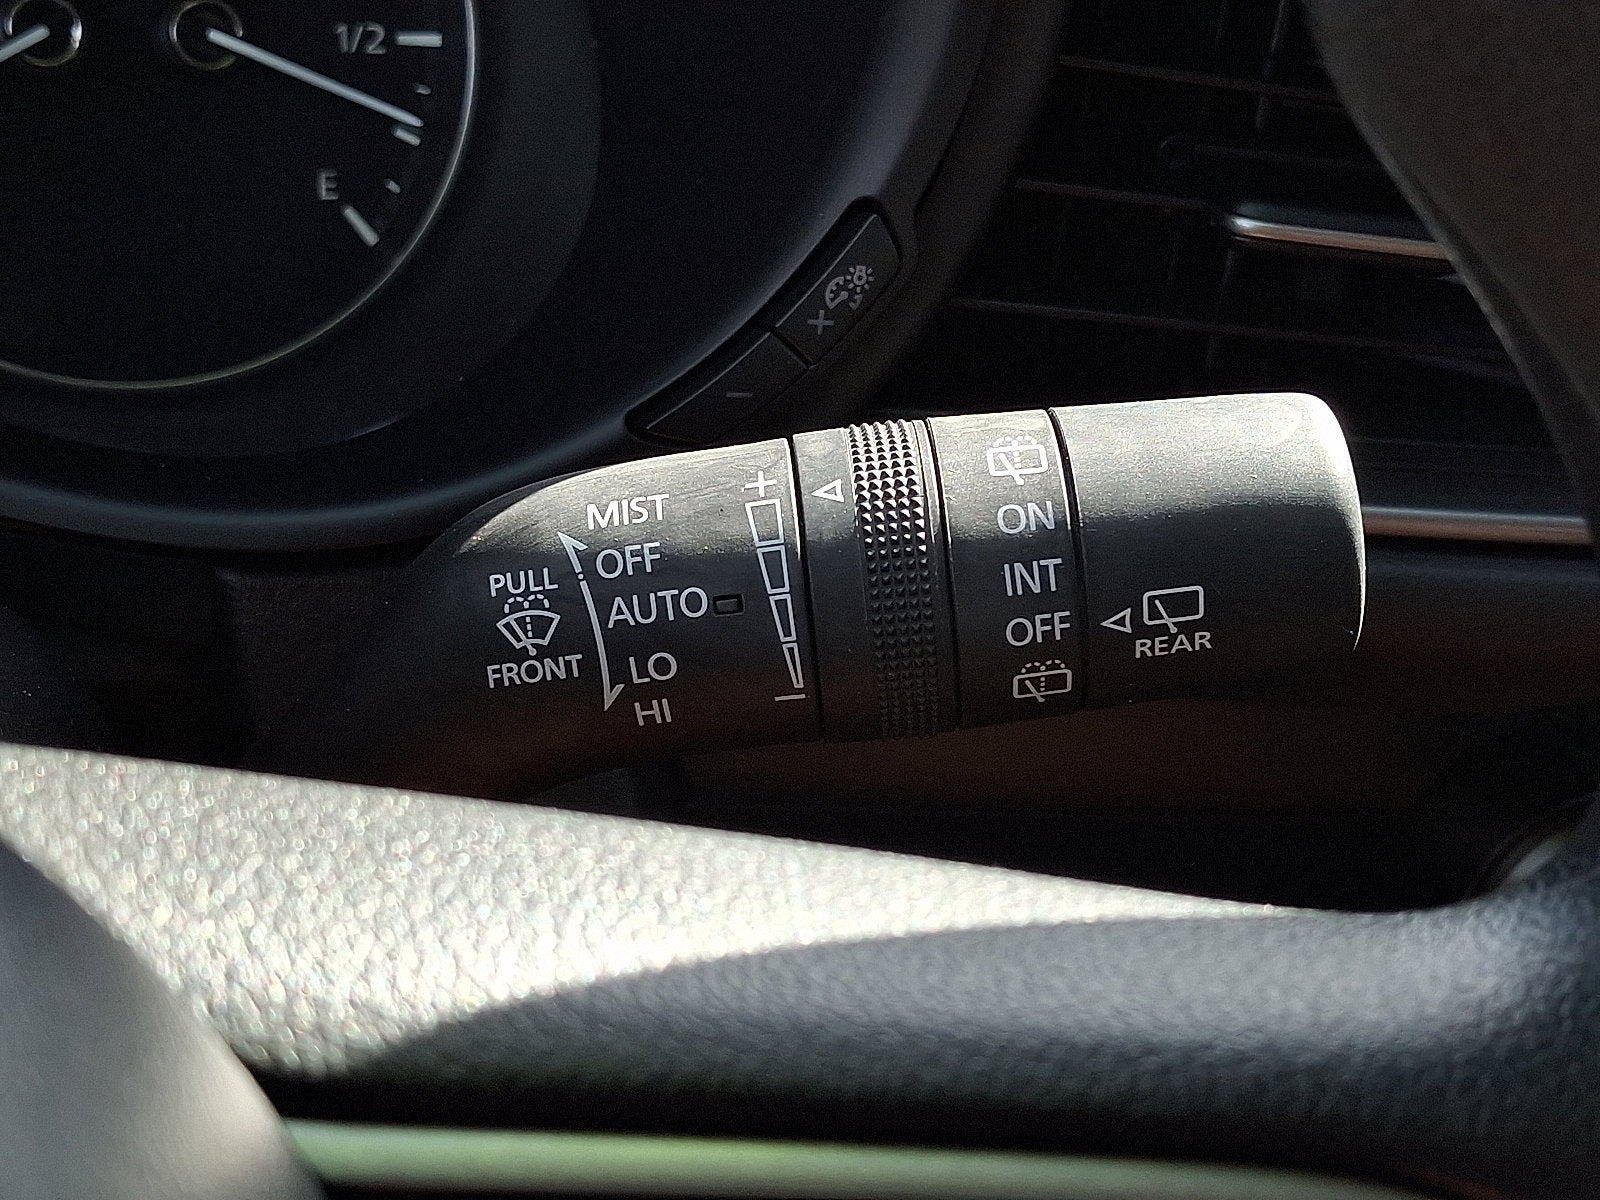 1/2
E
+
-
MIST
OFF
AUTO
LO
HI
PULL
FRONT
+
-
ON
INT
OFF
REAR